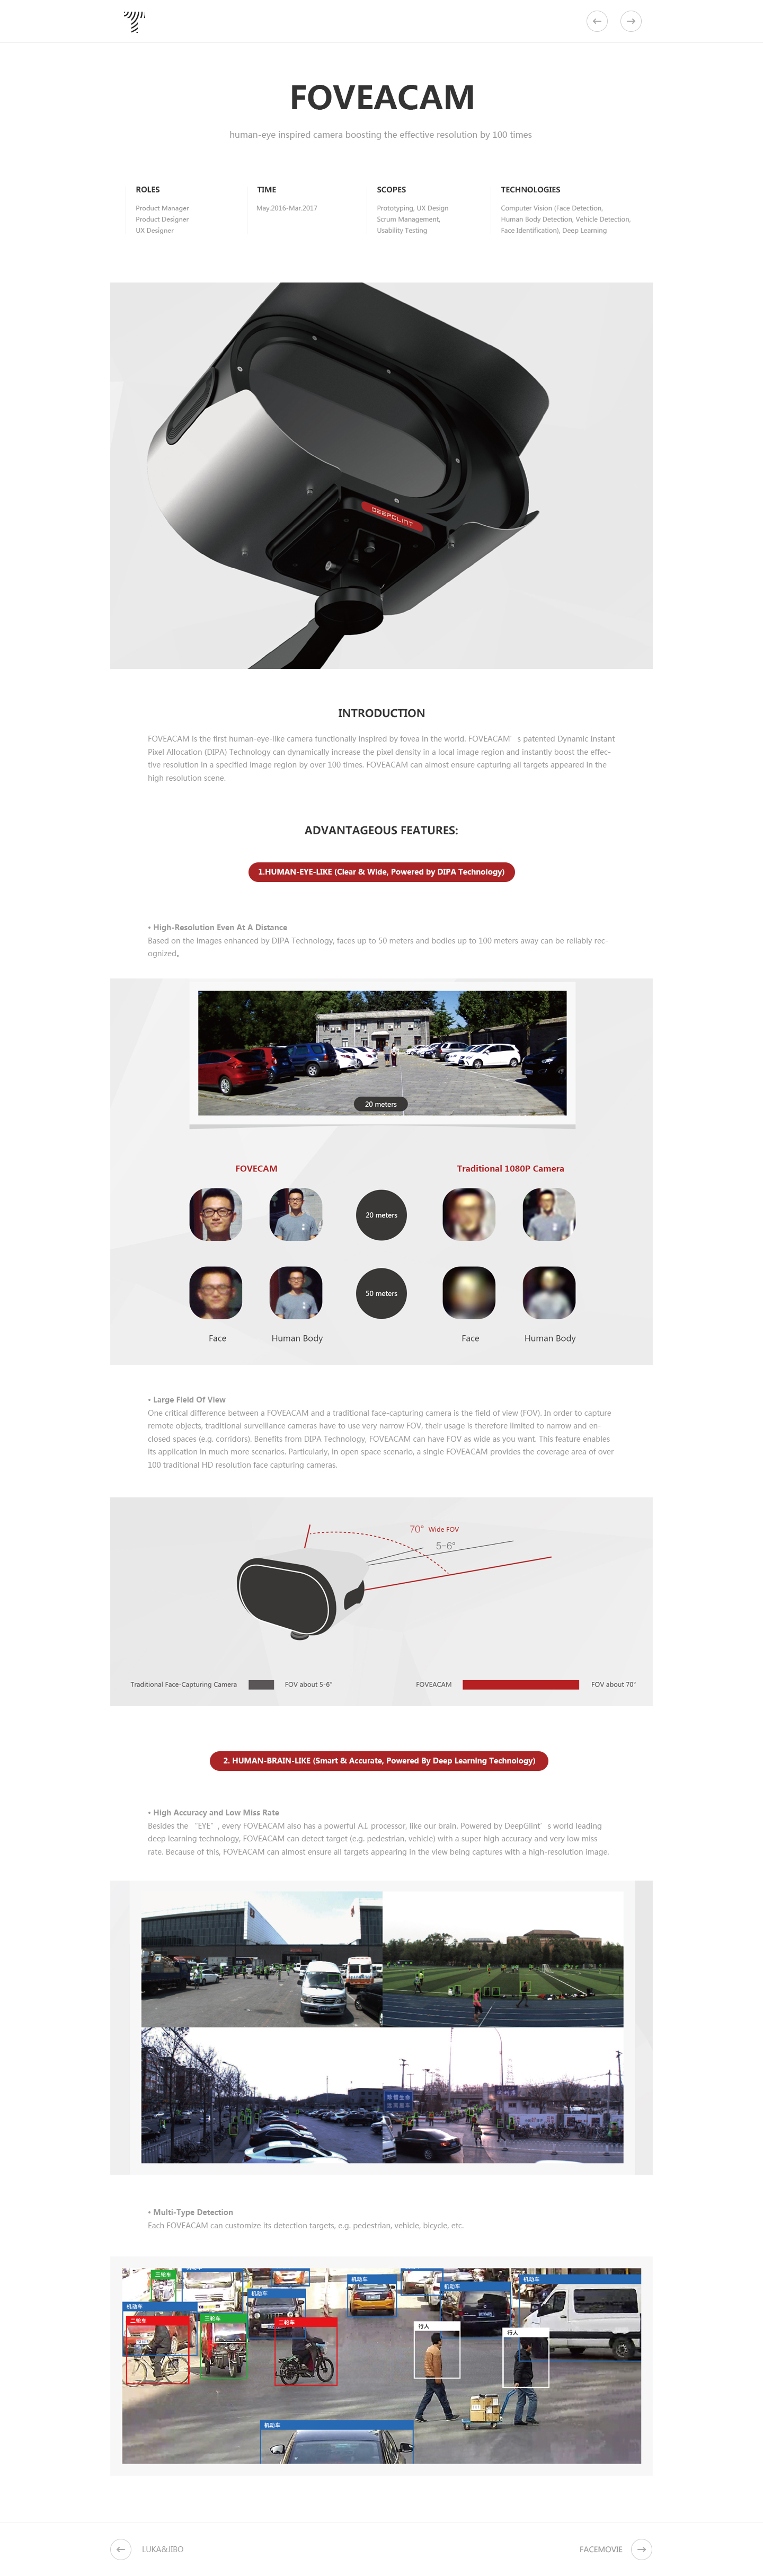 FOVEACAM
human-eye inspired camera boosting the effective resolution by 100 times
ROLES
Product Manager
Product Designer
UX Designer
TIME
May.2016-Mar.2017
SCOPES
Prototyping, UX Design
Scrum Management,
Usability Testing
TECHNOLOGIES
Computer Vision (Face Detection,
Human Body Detection, Vehicle Detection,
Face Identification), Deep Learning
DEEPGLINT
INTRODUCTION
FOVEACAM is the first human-eye-like camera functionally inspired by fovea in the world. FOVEACAM' s patented Dynamic Instant
Pixel Allocation (DIPA) Technology can dynamically increase the pixel density in a local image region and instantly boost the effec-
tive resolution in a specified image region by over 100 times. FOVEACAM can almost ensure capturing all targets appeared in the
high resolution scene.
ADVANTAGEOUS FEATURES:
1.HUMAN-EYE-LIKE (Clear & Wide, Powered by DIPA Technology)
• High-Resolution Even At A Distance
Based on the images enhanced by DIPA Technology, faces up to 50 meters and bodies up to 100 meters away can be reliably rec-
ognized。
20 meters
FOVECAM
Traditional 1080P Camera
20 meters
50 meters
Face
Human Body
Face
Human Body
• Large Field Of View
One critical difference between a FOVEACAM and a traditional face-capturing camera is the field of view (FOV). In order to capture
remote objects, traditional surveillance cameras have to use very narrow FOV, their usage is therefore limited to narrow and en-
closed spaces (e.g. corridors). Benefits from DIPA Technology, FOVEACAM can have FOV as wide as you want. This feature enables
its application in much more scenarios. Particularly, in open space scenario, a single FOVEACAM provides the coverage area of over
100 traditional HD resolution face capturing cameras.
70° Wide FOV
5-6°
Traditional Face-Capturing Camera
FOV about 5-6°
FOVEACAM
FOV about 70°
2. HUMAN-BRAIN-LIKE (Smart & Accurate, Powered By Deep Learning Technology)
• High Accuracy and Low Miss Rate
Besides the “EYE”, every FOVEACAM also has a powerful A.I. processor, like our brain. Powered by DeepGlint' s world leading
deep learning technology, FOVEACAM can detect target (e.g. pedestrian, vehicle) with a super high accuracy and very low miss
rate. Because of this, FOVEACAM can almost ensure all targets appearing in the view being captures with a high-resolution image.
• Multi-Type Detection
Each FOVEACAM can customize its detection targets, e.g. pedestrian, vehicle, bicycle, etc.
三轮车
机动车
机动车
机动车
机动车
机动车
二轮车
三轮车
二轮车
行人
行人
机动车
LUKA&JIBO
FACEMOVIE